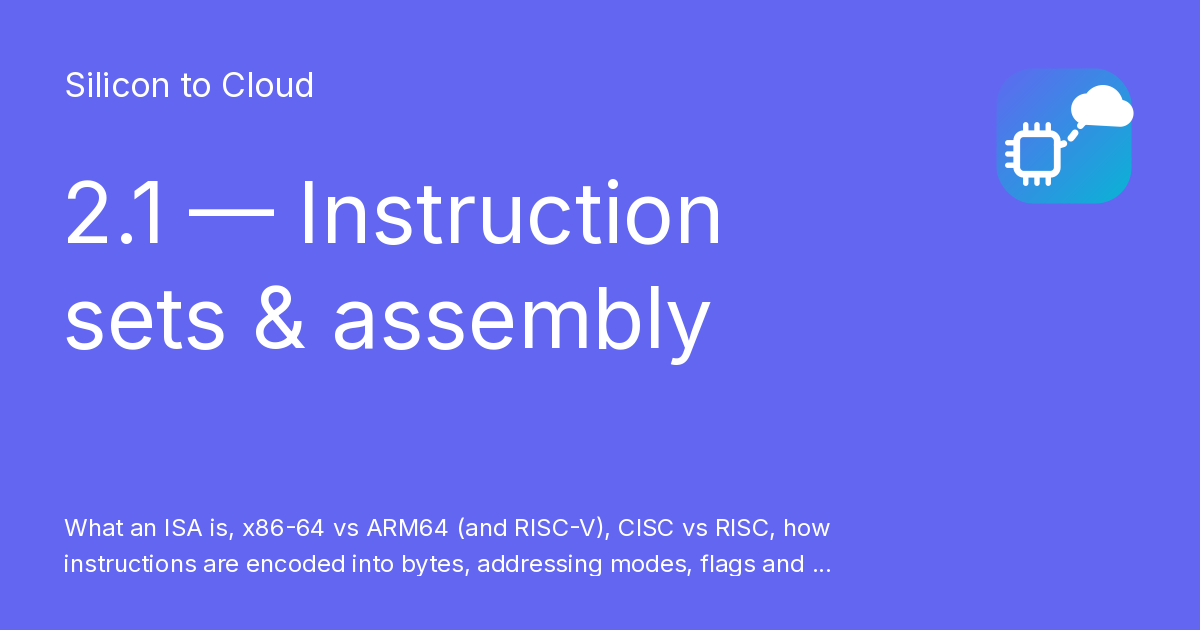 Silicon to Cloud
2.1 — Instruction
sets & assembly
What an ISA is, x86-64 vs ARM64 (and RISC-V), CISC vs RISC, how
instructions are encoded into bytes, addressing modes, flags and ...